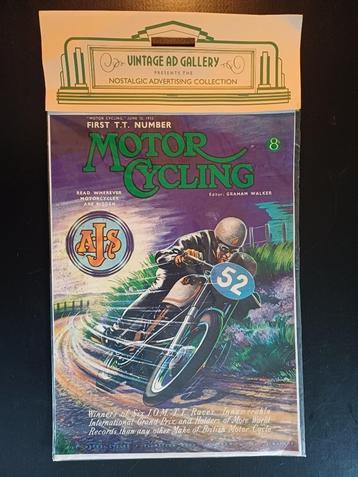 VINTAGE AD GALLERY
PRESENTS THE
NOSTALGIC ADVERTISING COLLECTION
"MOTOR CYCLING," JUNE 12, 1952
FIRST T.T. NUMBER
MOTOR
CYCLING
8
READ WHEREVER
MOTORCYCLES
ARE RIDDEN
Editor: GRAHAM WALKER
AJS
52
Winners of Six I.O.M. T.T. Races. Innumerable
International Grand Prix and Holders of More World
Records than any other Make of British Motor Cycle